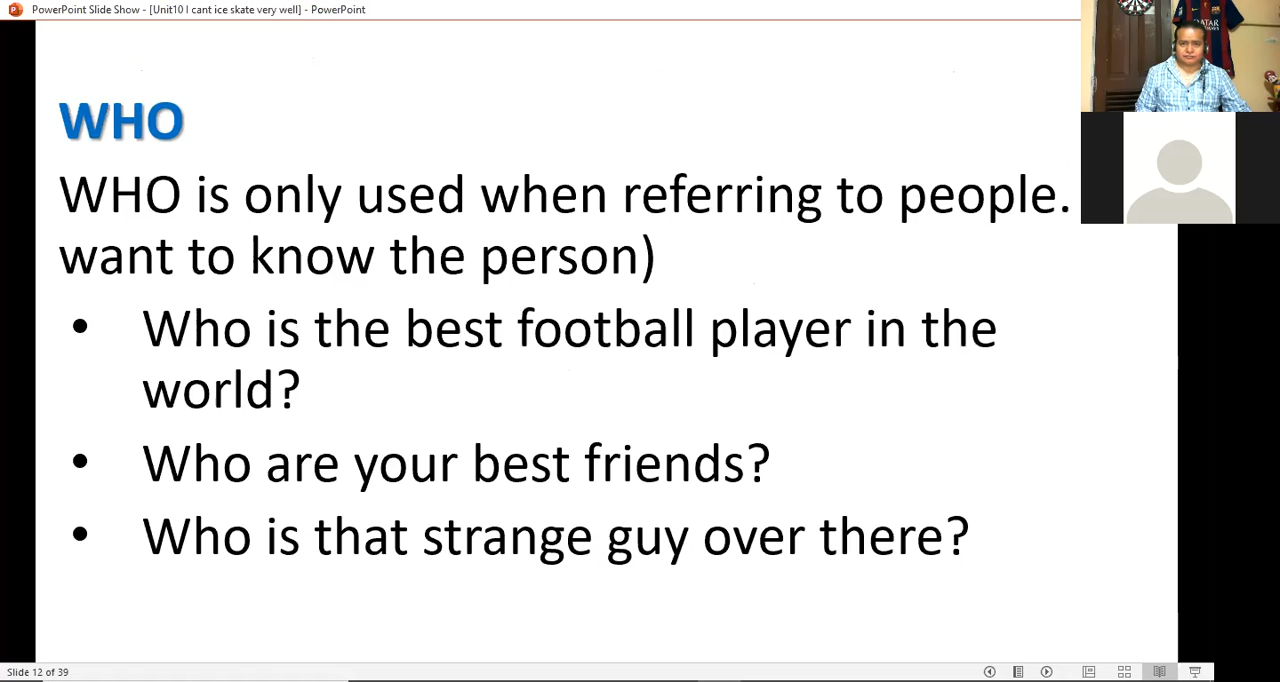 PowerPoint Slide Show - [Unit10 I cant ice skate very well] - PowerPoint
QATAR
AIRWAYS
WHO
WHO is only used when referring to people.
want to know the person)
• Who is the best football player in the
world?
• Who are your best friends?
• Who is that strange guy over there?
Slide 12 of 39